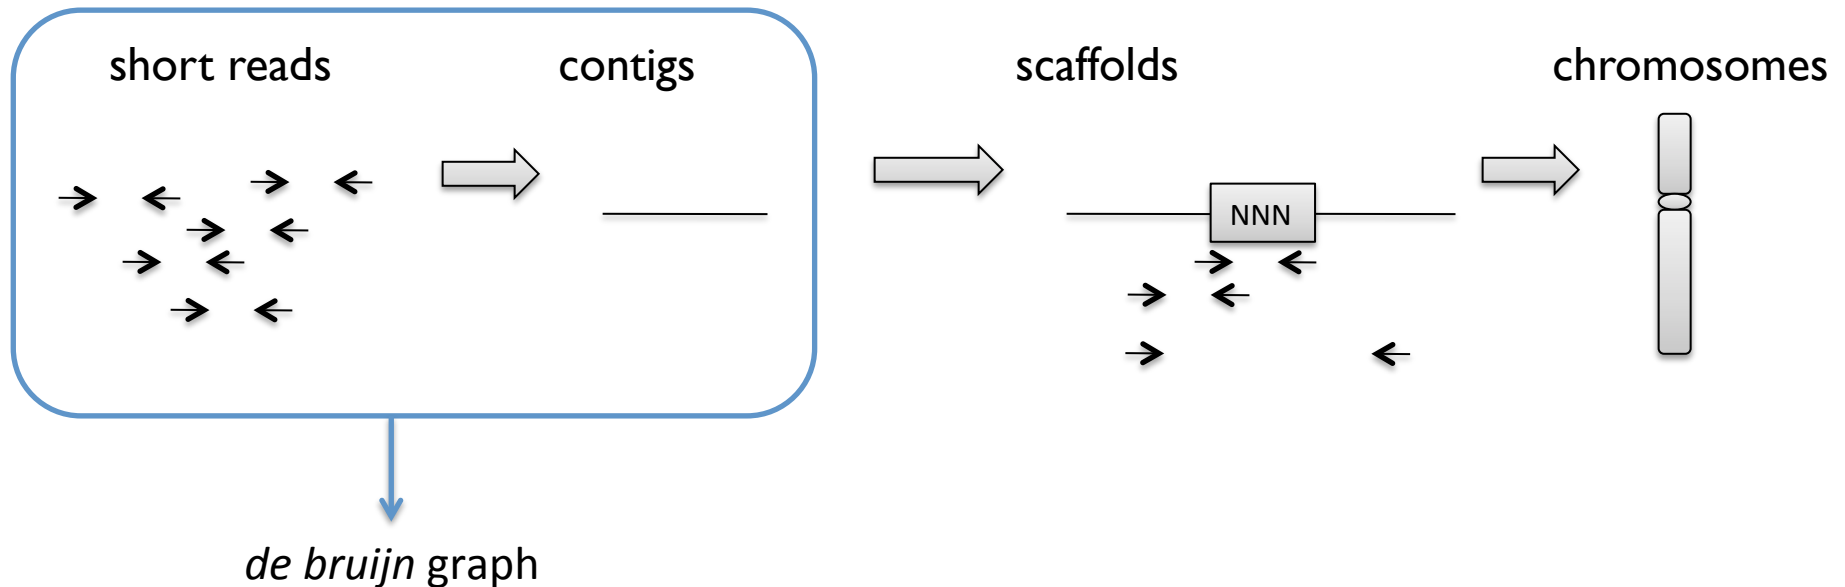 short reads
contigs
scaffolds
chromosomes
NNN
de bruijn graph